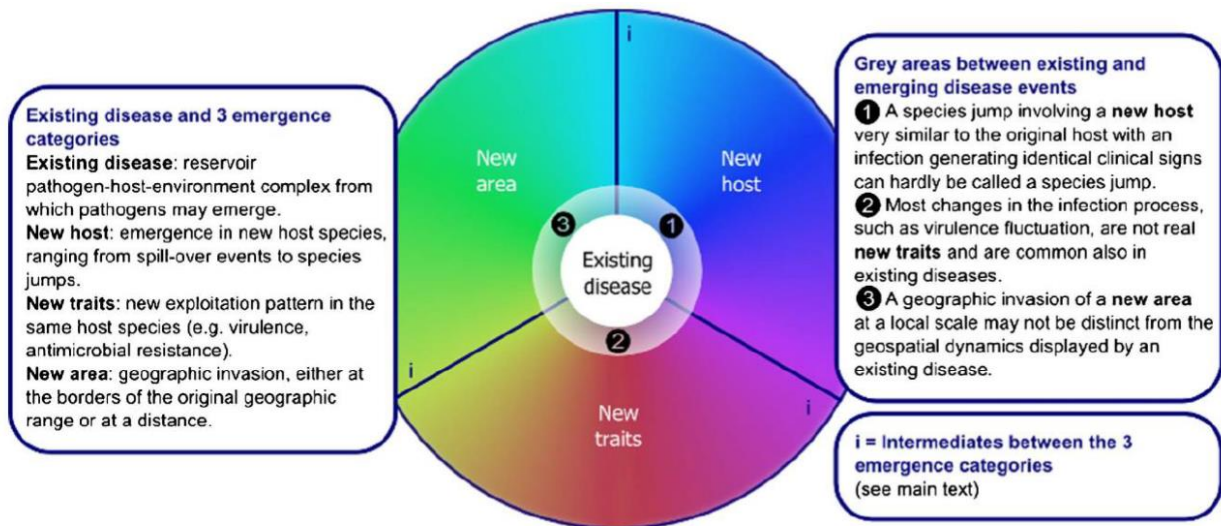 Existing disease and 3 emergence
categories
Existing disease: reservoir
pathogen-host-environment complex from
which pathogens may emerge.
New host: emergence in new host species,
ranging from spill-over events to species
jumps.
New traits: new exploitation pattern in the
same host species (e.g. virulence,
antimicrobial resistance).
New area: geographic invasion, either at
the borders of the original geographic
range or at a distance.
i
New
area
New
host
3
1
Existing
disease
2
i
i
New
traits
Grey areas between existing and
emerging disease events
1 A species jump involving a new host
very similar to the original host with an
infection generating identical clinical signs
can hardly be called a species jump.
2 Most changes in the infection process,
such as virulence fluctuation, are not real
new traits and are common also in
existing diseases.
3 A geographic invasion of a new area
at a local scale may not be distinct from the
geospatial dynamics displayed by an
existing disease.
i = Intermediates between the 3
emergence categories
(see main text)